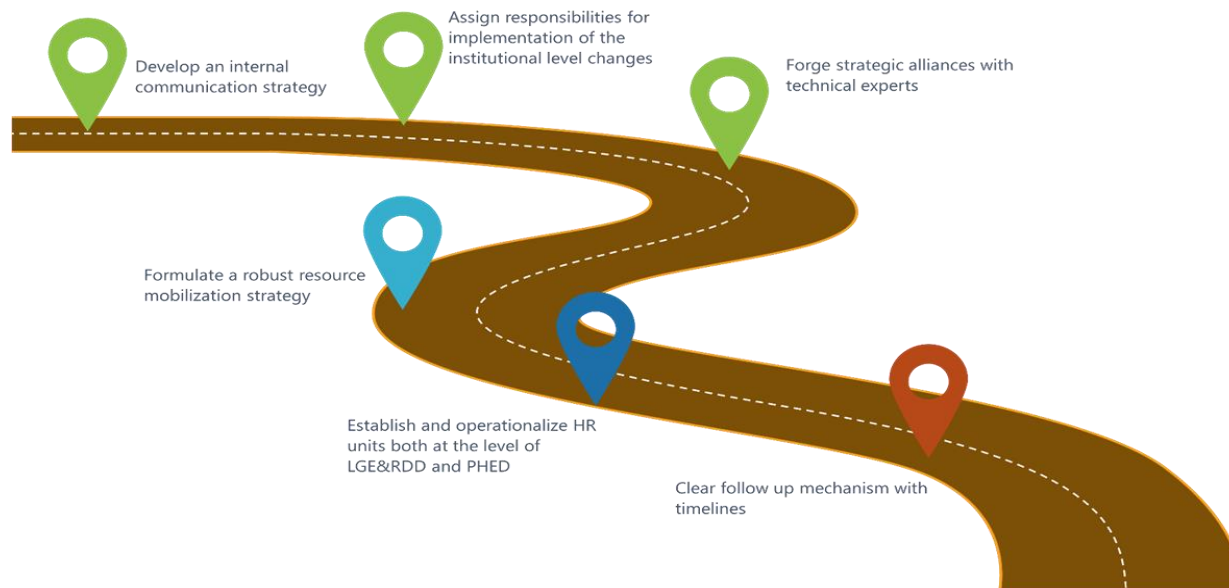 Develop an internal
communication strategy
Assign responsibilities for
implementation of the
institutional level changes
Forge strategic alliances with
technical experts
Formulate a robust resource
mobilization strategy
Establish and operationalize HR
units both at the level of
LGE&RDD and PHED
Clear follow up mechanism with
timelines